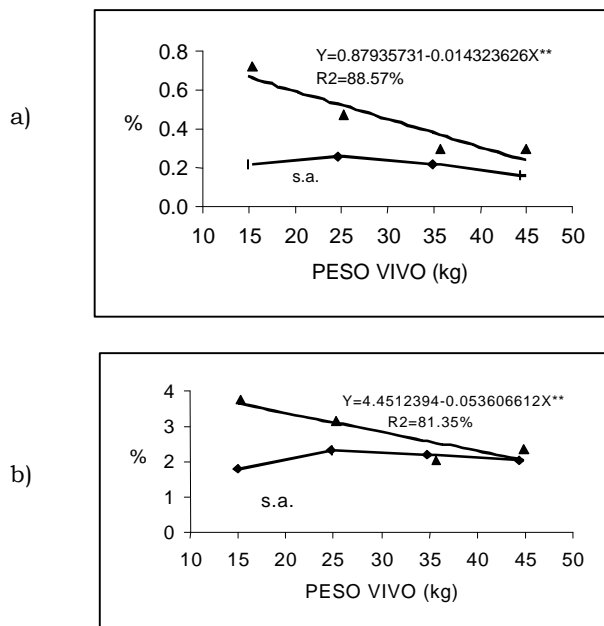 a)
Y=0.87935731-0.014323626X**
R2=88.57%
%
0.8
0.6
0.4
0.2
0.0
s.a.
10 15 20 25 30 35 40 45 50
PESO VIVO (kg)
b)
Y=4.4512394-0.053606612X**
R2=81.35%
%
4
3
2
1
0
s.a.
10 15 20 25 30 35 40 45 50
PESO VIVO (kg)